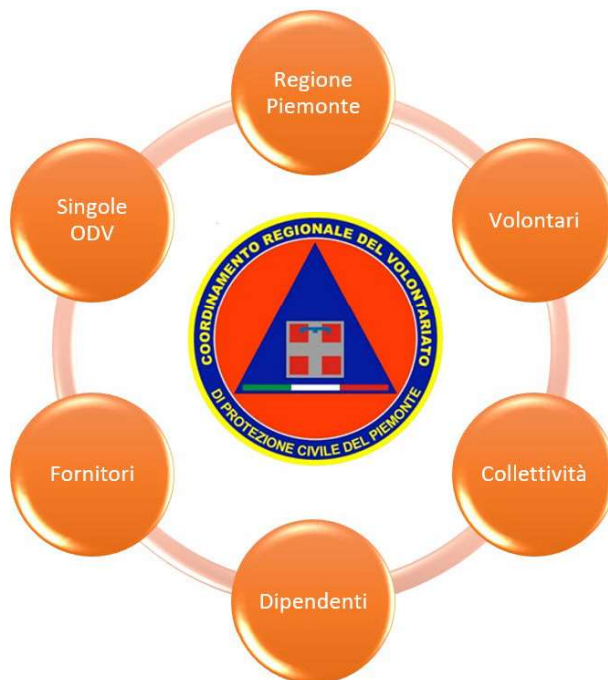 Regione
Piemonte
Singole
ODV
Volontari
COORDINAMENTO REGIONALE DEL VOLONTARIATO
DI PROTEZIONE CIVILE DEL PIEMONTE
Fornitori
Collettività
Dipendenti